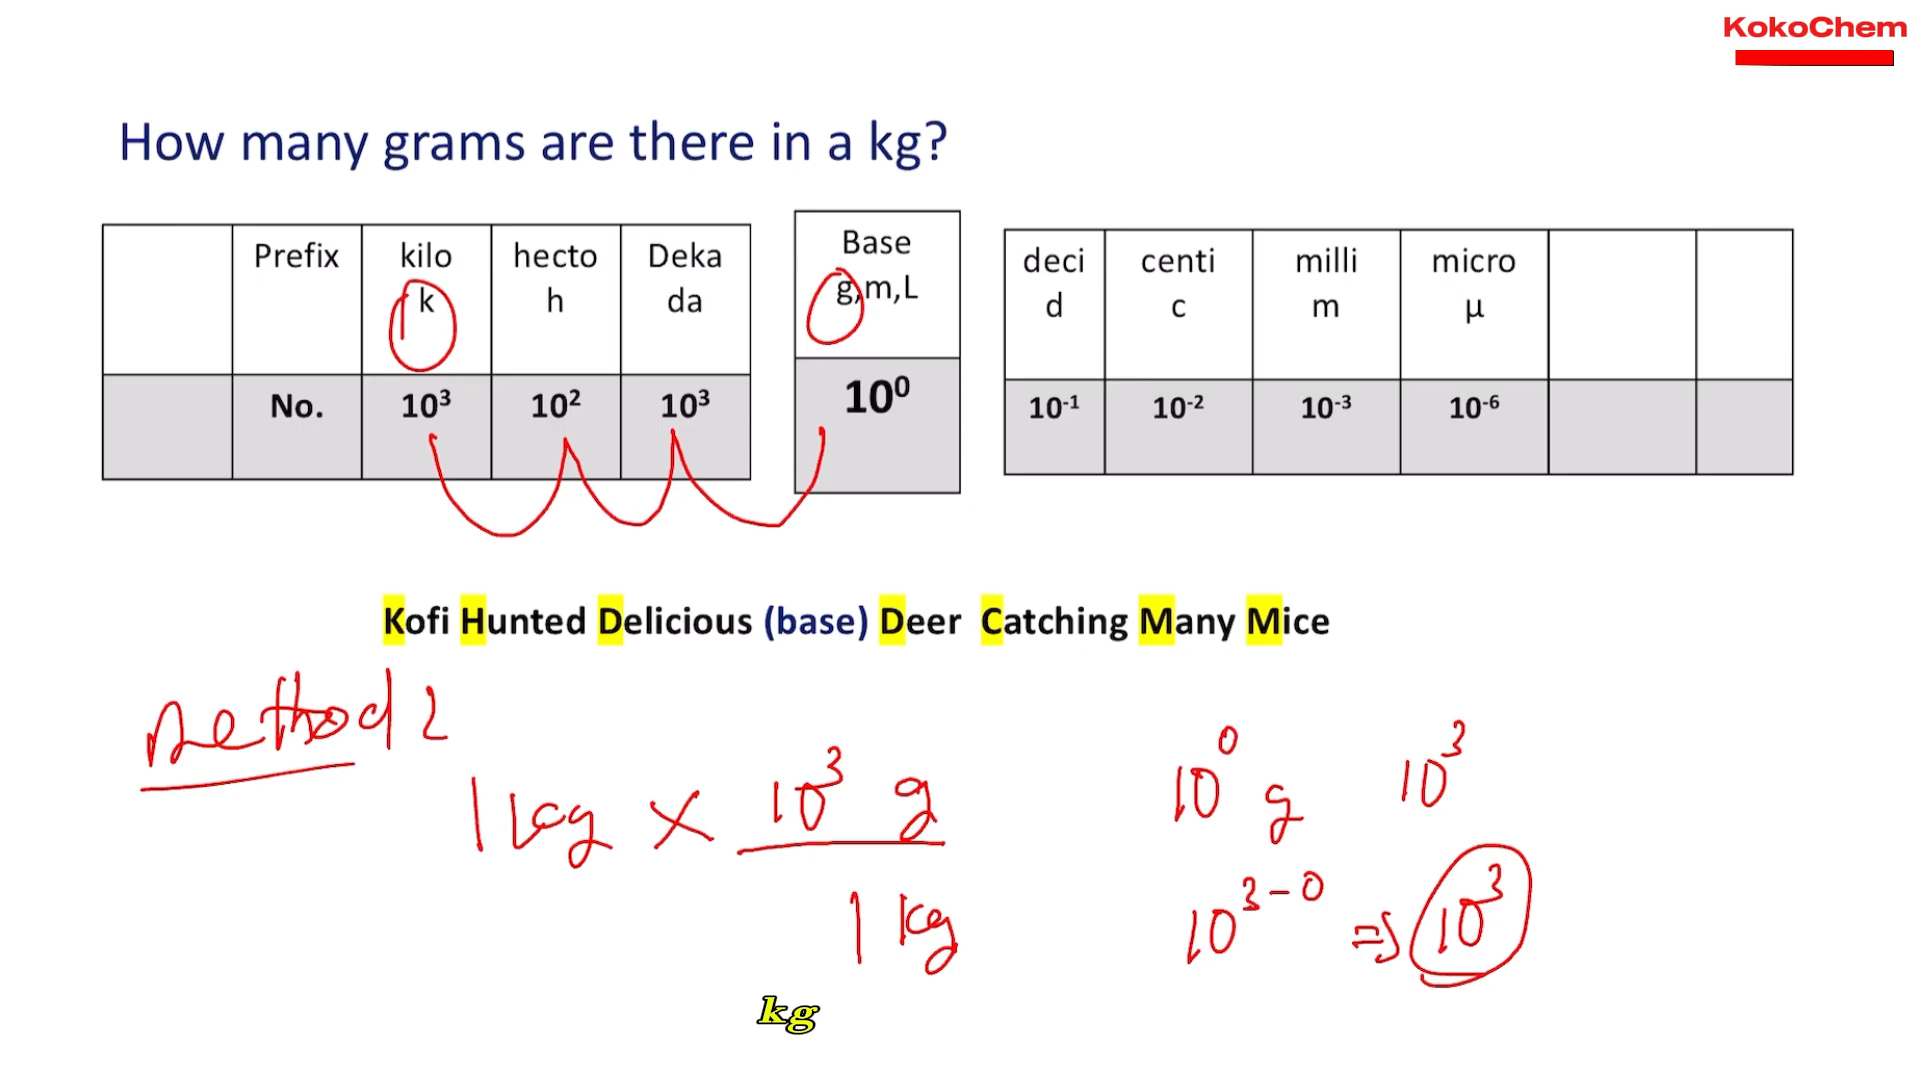 KokoChem
How many grams are there in a kg?
Prefix kilo hecto Deka Base deci centi milli micro
k h da g,m,L d c m µ
No. 10³ 10² 10³ 10⁰ 10⁻¹ 10⁻² 10⁻³ 10⁻⁶
Kofi Hunted Delicious (base) Deer Catching Many Mice
method 2
1 kg × 10³ g / 1 kg
10⁰ g 10³
10³⁻⁰ ⇒ 10³
kg